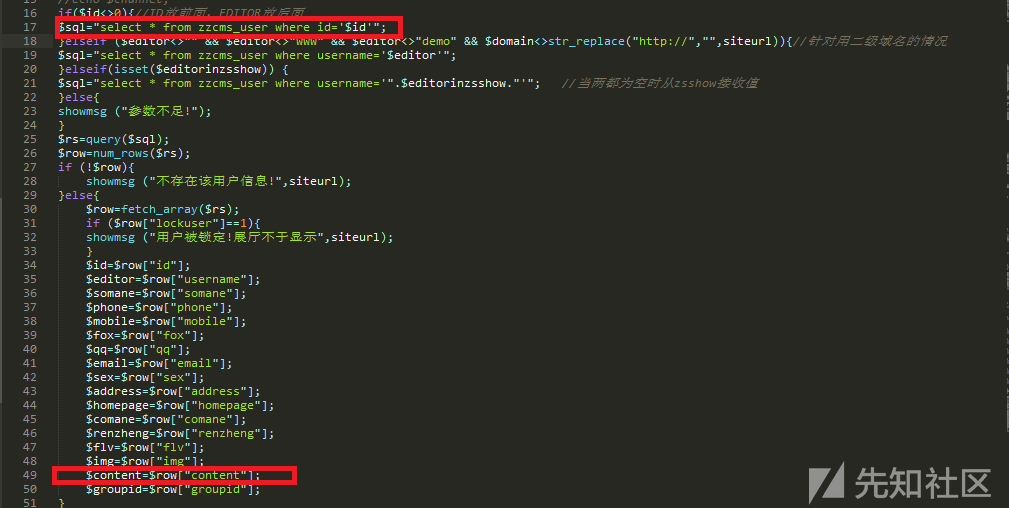 15 //echo $channel;
16 if($id<>0){//ID放前面，EDITOR放后面
17 $sql="select * from zzcms_user where id='$id'";
18 }elseif ($editor<>"" && $editor<>"www" && $editor<>"demo" && $domain<>str_replace("http://","",siteurl)){//针对用二级域名的情况
19 $sql="select * from zzcms_user where username='$editor'";
20 }elseif(isset($editorinzsshow)) {
21 $sql="select * from zzcms_user where username='".$editorinzsshow."'"; //当两都为空时从zsshow接收值
22 }else{
23 showmsg ("参数不足!");
24 }
25 $rs=query($sql);
26 $row=num_rows($rs);
27 if (!$row){
28 showmsg ("不存在该用户信息!",siteurl);
29 }else{
30 $row=fetch_array($rs);
31 if ($row["lockuser"]==1){
32 showmsg ("用户被锁定!展厅不于显示",siteurl);
33 }
34 $id=$row["id"];
35 $editor=$row["username"];
36 $somane=$row["somane"];
37 $phone=$row["phone"];
38 $mobile=$row["mobile"];
39 $fox=$row["fox"];
40 $qq=$row["qq"];
41 $email=$row["email"];
42 $sex=$row["sex"];
43 $address=$row["address"];
44 $homepage=$row["homepage"];
45 $comane=$row["comane"];
46 $renzheng=$row["renzheng"];
47 $flv=$row["flv"];
48 $img=$row["img"];
49 $content=$row["content"];
50 $groupid=$row["groupid"];
51 }
先知社区